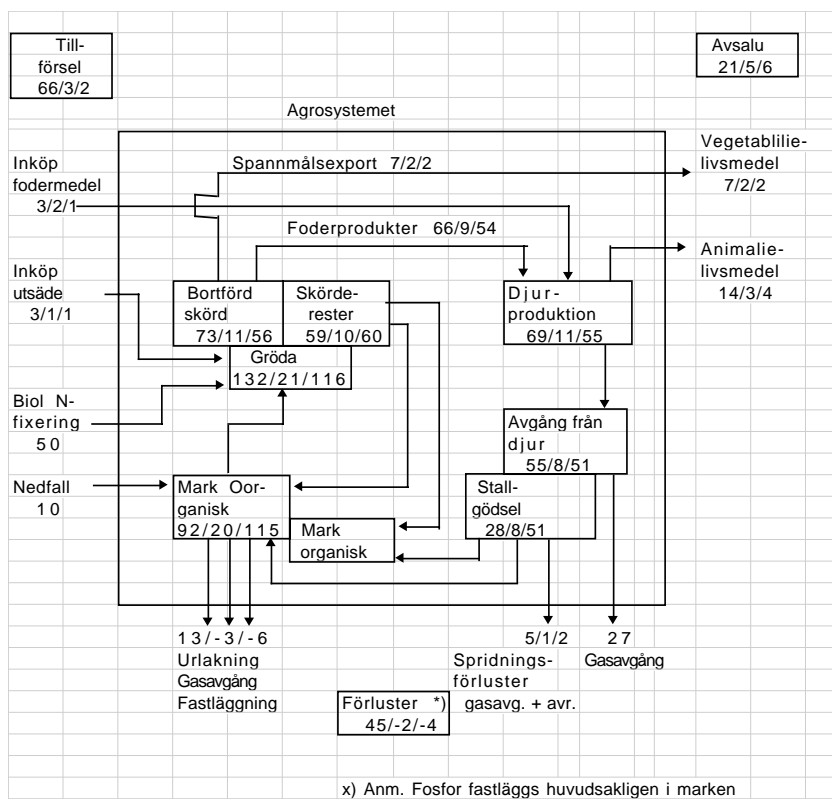 Till-
försel
66/3/2
Avsalu
21/5/6
Agrosystemet
Inköp
fodermedel
3/2/1
Spannmålsexport 7/2/2
Vegetablilie-
livsmedel
7/2/2
Foderprodukter 66/9/54
Animalie-
livsmedel
14/3/4
Inköp
utsäde
3/1/1
Bortförd
skörd
73/11/56
Skörde-
rester
59/10/60
Djur-
produktion
69/11/55
Gröda
132/21/116
Biol N-
fixering
50
Avgång från
djur
55/8/51
Nedfall
10
Mark Oor-
ganisk
92/20/115
Mark
organisk
Stall-
gödsel
28/8/51
13/-3/-6
Urlakning
Gasavgång
Fastläggning
5/1/2
Spridnings-
förluster
gasavg. + avr.
27
Gasavgång
Förluster *)
45/-2/-4
x) Anm. Fosfor fastläggs huvudsakligen i marken